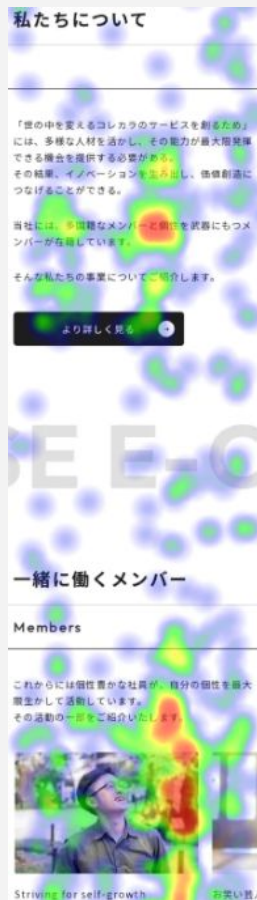 私たちについて
「世の中を変えるコレカラのサービスを創るため」
には、多様な人材を活かし、その能力が最大限発揮
できる機会を提供する必要がある。
その結果、イノベーションを生み出し、価値創造に
つなげることができる。
当社には、多国籍なメンバーと個性を武器にもつメ
ンバーが在籍しています。
そんな私たちの事業についてご紹介します。
より詳しく見る
SE E-C
一緒に働くメンバー
Members
これからには個性豊かな社員が、自分の個性を最大
限生かして活動しています。
その活動の一部をご紹介いたします。
Striving for self-growth
お笑い芸人